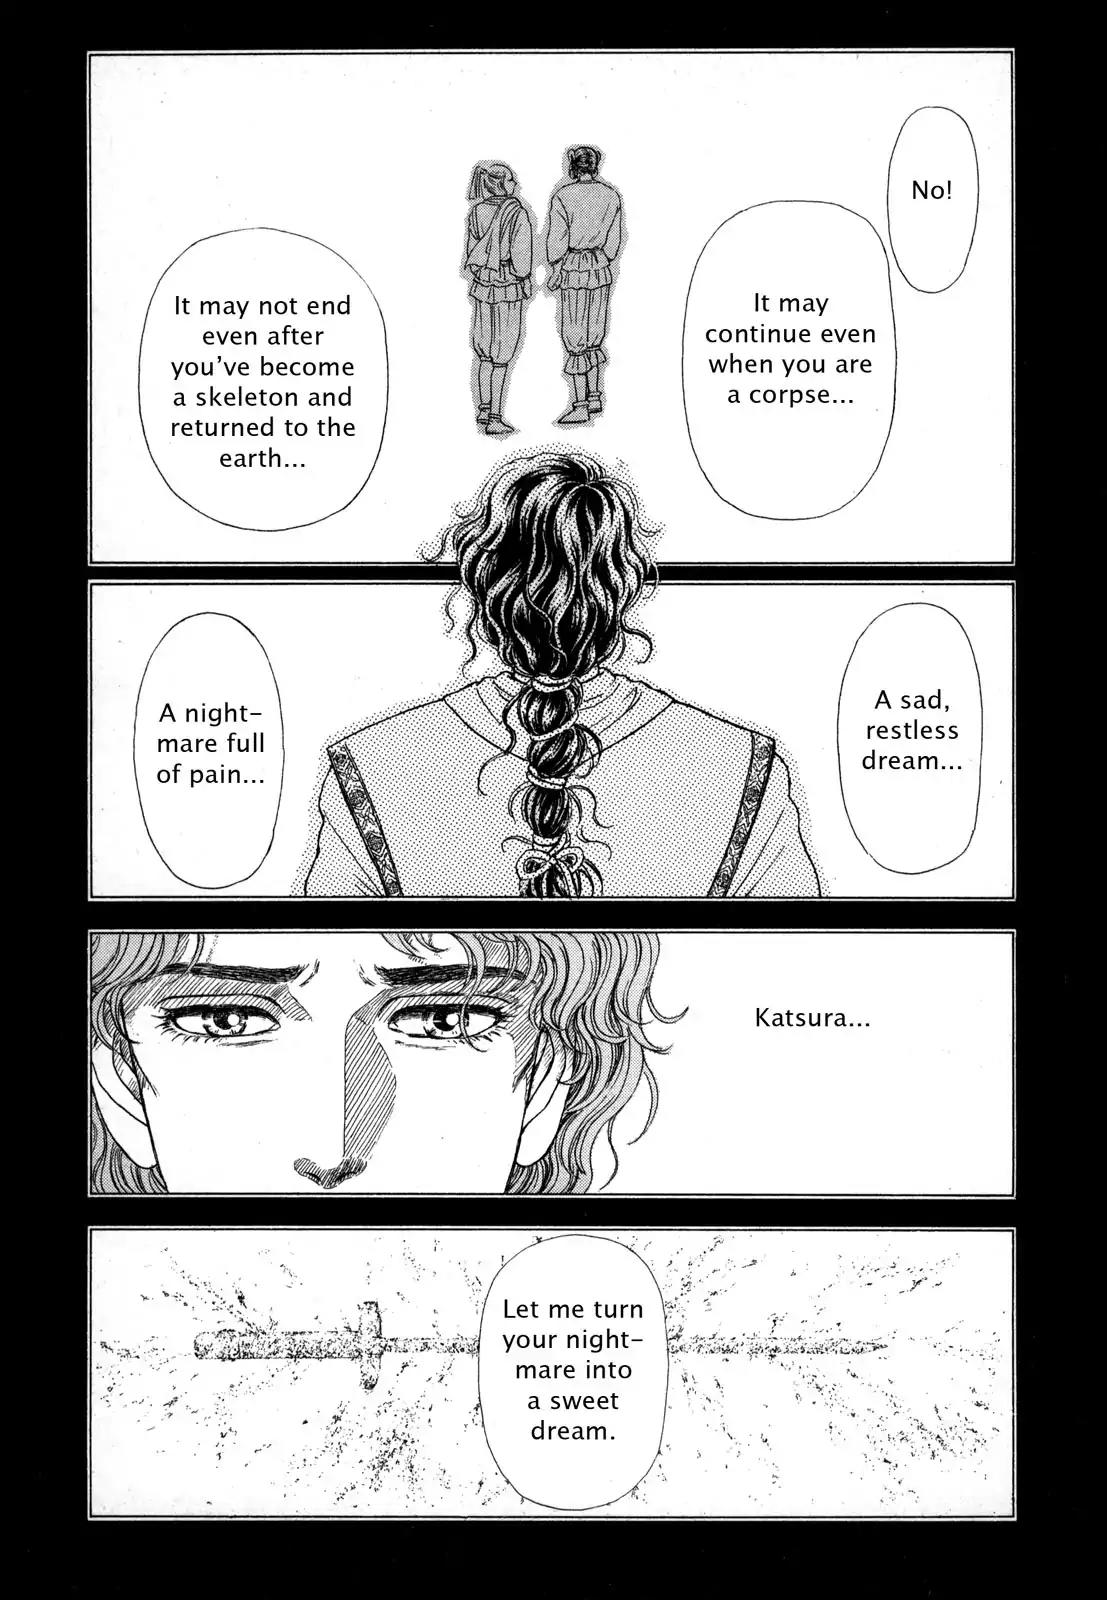 No!
It may
continue even
when you are
a corpse...
It may not end
even after
you've become
a skeleton and
returned to the
earth...
A sad,
restless
dream...
A night-
mare full
of pain...
Katsura...
Let me turn
your night-
mare into
a sweet
dream.